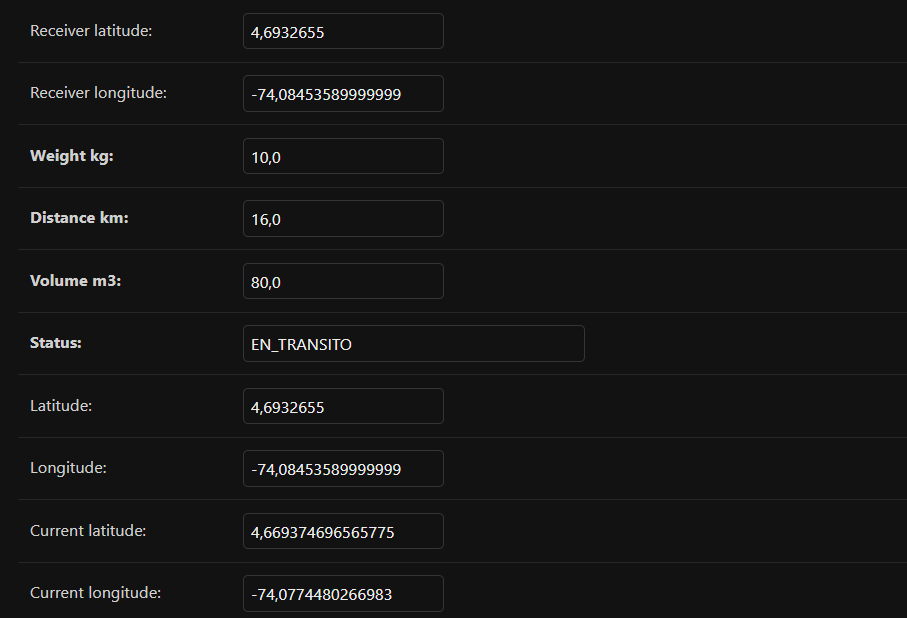 Receiver latitude: 4,6932655
Receiver longitude: -74,08453589999999
Weight kg: 10,0
Distance km: 16,0
Volume m3: 80,0
Status: EN_TRANSITO
Latitude: 4,6932655
Longitude: -74,08453589999999
Current latitude: 4,669374696565775
Current longitude: -74,0774480266983